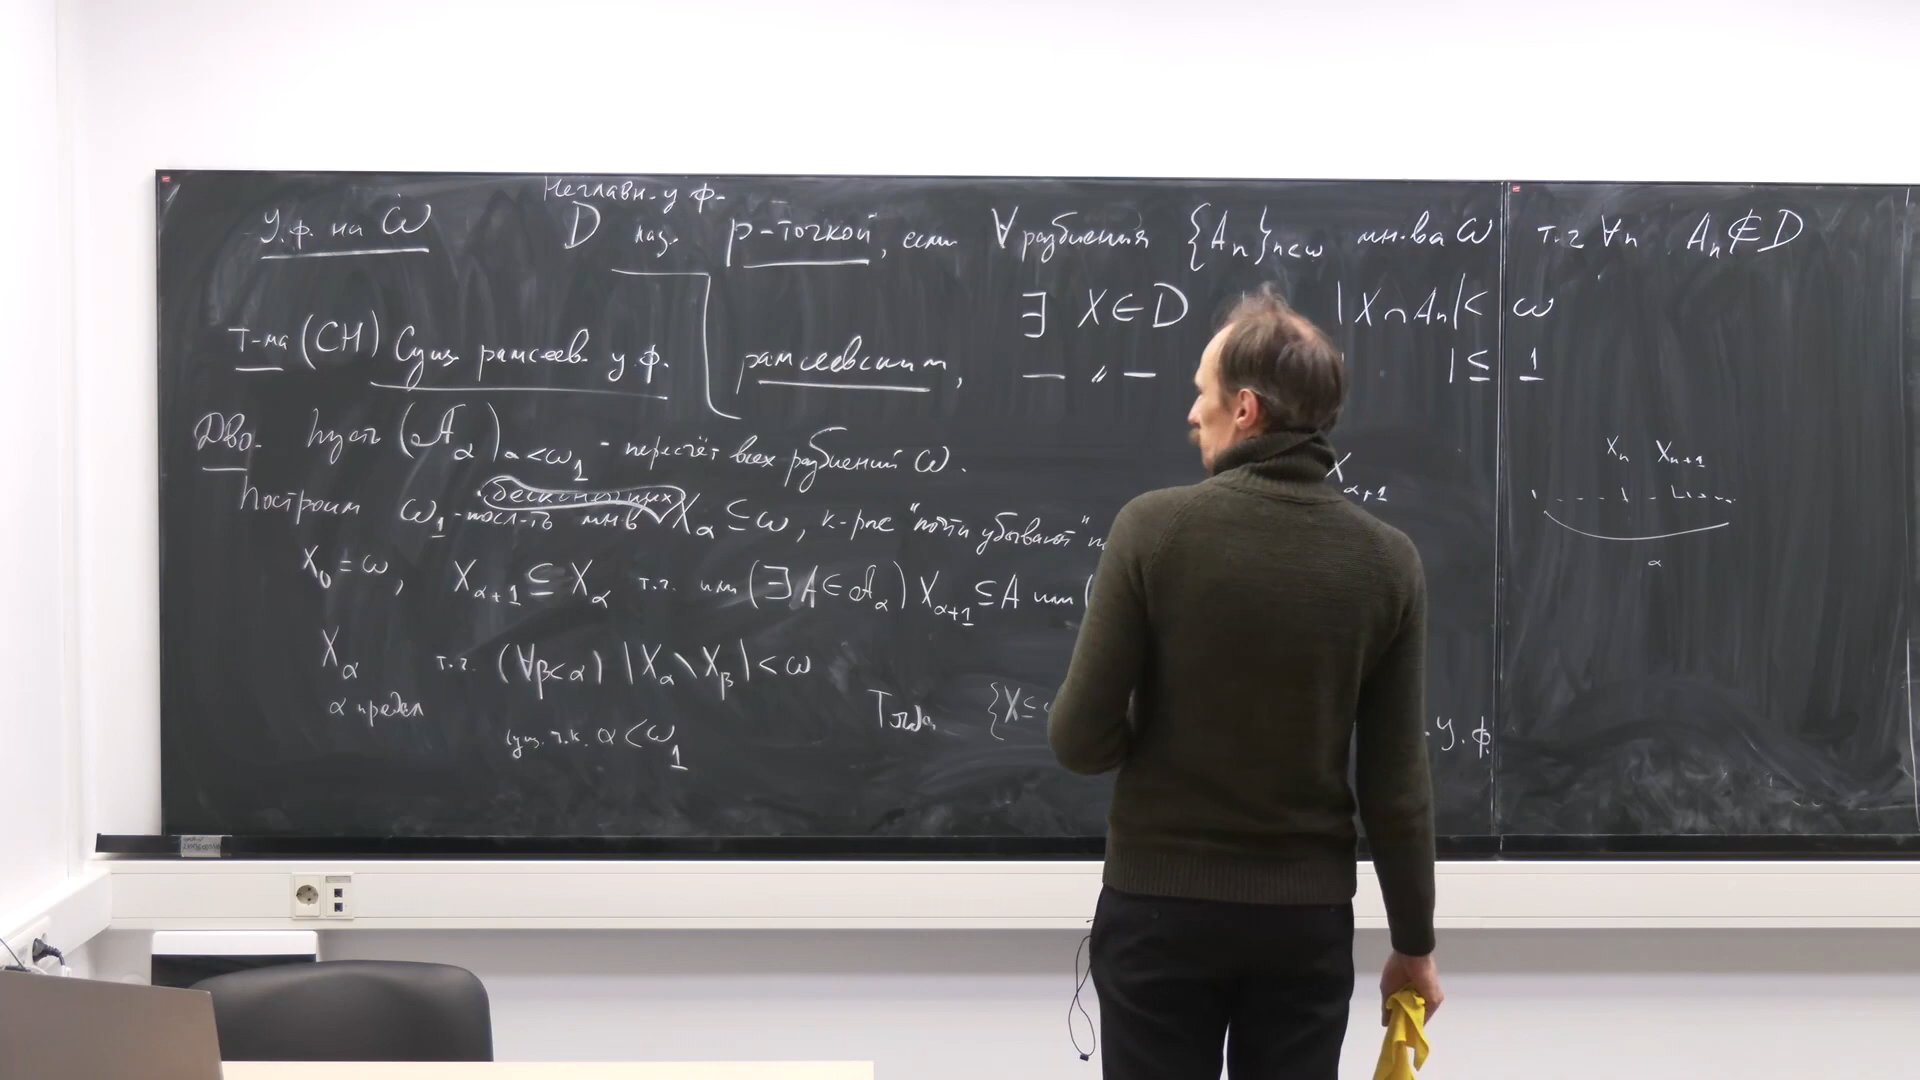 Неглавн. у ф.
У.ф. на ω D наз. p-точкой, если ∀ разбиения {Aₙ}ₙ∈ω мн-ва ω т.ч ∀n Aₙ∉D
∃ X∈D |X∩Aₙ|< ω
Т-ма (CH) Сущ. рамсеев. у.ф. рамсеевским, —〃 — | ≤ 1
Д-во. Пусть (𝒜_α)_α<ω₁ - пересчёт всех разбиений ω.
бесконечных
Построим ω₁-посл-ть мн-в X_α ⊆ ω, к-рые "почти убывают"
X_α+1
Xₙ Xₙ₊₁
α
X₀ = ω, X_α+1 ⊆ X_α т.ч. или (∃A∈𝒜_α) X_α+1 ⊆ A или (
X_α т.ч. (∀β<α) |X_α∖X_β| < ω
α предел
Тогда {X⊆ у.ф.
сущ. т.к. α<ω₁